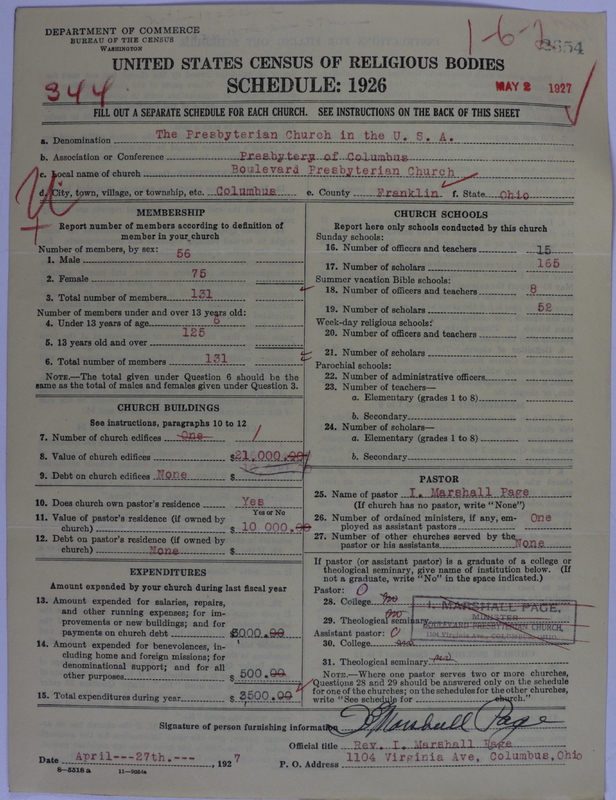 DEPARTMENT OF COMMERCE
BUREAU OF THE CENSUS
WASHINGTON
1-6-2
2654
UNITED STATES CENSUS OF RELIGIOUS BODIES
SCHEDULE: 1926
344
MAY 2 1927
FILL OUT A SEPARATE SCHEDULE FOR EACH CHURCH. SEE INSTRUCTIONS ON THE BACK OF THIS SHEET
a. Denomination The Presbyterian Church in the U. S. A.
b. Association or Conference Presbytery of Columbus
c. Local name of church Boulevard Presbyterian Church
d. City, town, village, or township, etc. Columbus e. County Franklin f. State Ohio
MEMBERSHIP
Report number of members according to definition of member in your church
Number of members, by sex:
1. Male 56
2. Female 75
3. Total number of members 131
Number of members under and over 13 years old:
4. Under 13 years of age 6
5. 13 years old and over 125
6. Total number of members 131
NOTE.—The total given under Question 6 should be the
same as the total of males and females given under Question 3.
CHURCH BUILDINGS
See instructions, paragraphs 10 to 12
7. Number of church edifices One 1
8. Value of church edifices $21,000.00
9. Debt on church edifices None $
10. Does church own pastor's residence Yes
Yes or No
11. Value of pastor's residence (if owned by
church) $ 10 000.00
12. Debt on pastor's residence (if owned by
church) None $
EXPENDITURES
Amount expended by your church during last fiscal year
13. Amount expended for salaries, repairs,
and other running expenses; for im-
provements or new buildings; and for
payments on church debt $3000.00
14. Amount expended for benevolences, in-
cluding home and foreign missions; for
denominational support; and for all
other purposes $ 500.00
15. Total expenditures during year $ 3500.00
CHURCH SCHOOLS
Report here only schools conducted by this church
Sunday schools:
16. Number of officers and teachers 15
17. Number of scholars 165
Summer vacation Bible schools:
18. Number of officers and teachers 8
19. Number of scholars 52
Week-day religious schools:
20. Number of officers and teachers
21. Number of scholars
Parochial schools:
22. Number of administrative officers
23. Number of teachers—
a. Elementary (grades 1 to 8)
b. Secondary
24. Number of scholars—
a. Elementary (grades 1 to 8)
b. Secondary
PASTOR
25. Name of pastor I. Marshall Page
(If church has no pastor, write "None")
26. Number of ordained ministers, if any, em- One
ployed as assistant pastors
27. Number of other churches served by the
pastor or his assistants None
If pastor (or assistant pastor) is a graduate of a college or
theological seminary, give name of institution below. (If
not a graduate, write "No" in the space indicated.)
Pastor: 0
28. College no
29. Theological seminary no
Assistant pastor: 0
30. College
31. Theological seminary
I. MARSHALL PAGE,
MINISTER
BOULEVARD PRESBYTERIAN CHURCH,
1104 Virginia Ave., COLUMBUS, OHIO.
NOTE.—Where one pastor serves two or more churches,
Questions 28 and 29 should be answered only on the schedule
for one of the churches; on the schedules for the other churches,
write "See schedule for church."
Signature of person furnishing information I. Marshall Page
Official title Rev. I. Marshall Page
Date April---27th.---, 1927 P. O. Address 1104 Virginia Ave, Columbus, Ohio